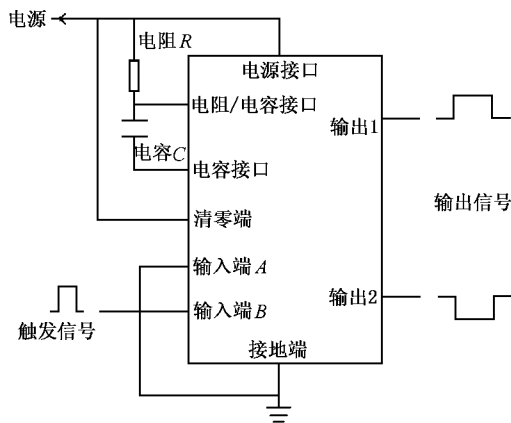 电源
电阻R
电源接口
电阻/电容接口
输出1
电容C
电容接口
输出信号
清零端
输入端A
输入端B
输出2
触发信号
接地端